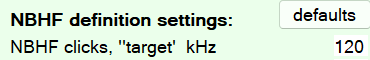 NBHF definition settings:
defaults
NBHF clicks, "target' kHz
120